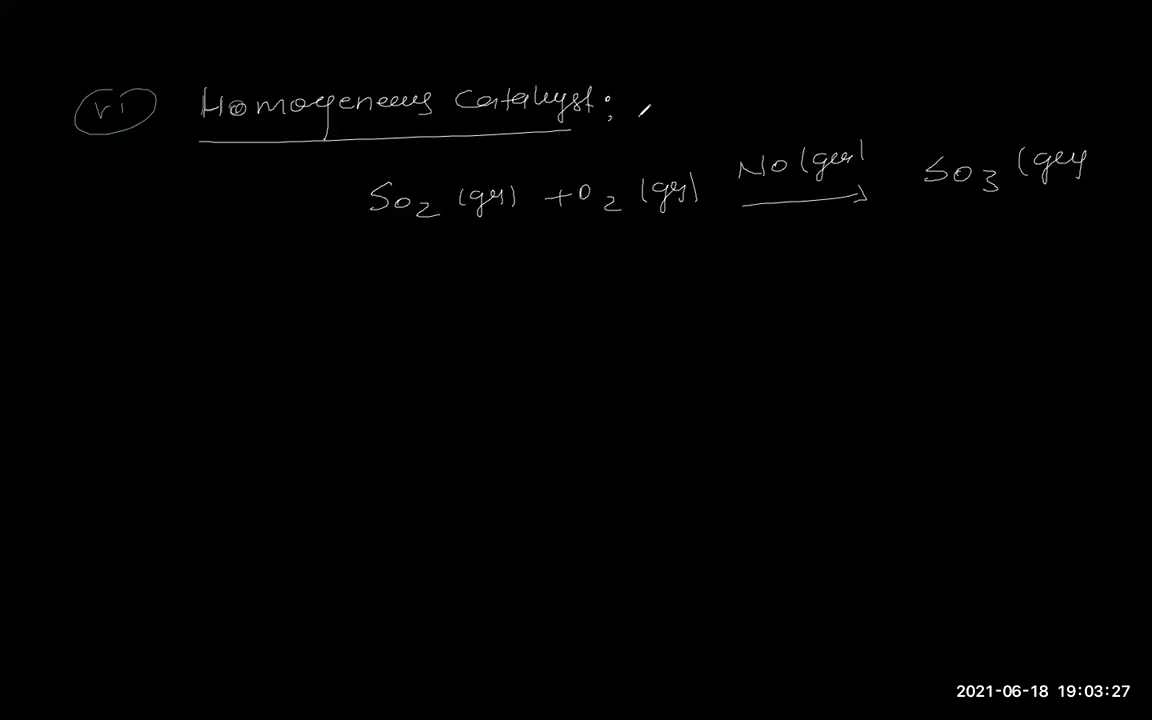 vi Homogeneous Catalyst:
SO2 (gas) + O2 (gas) NO (gas) → SO3 (gas)
2021-06-18 19:03:27